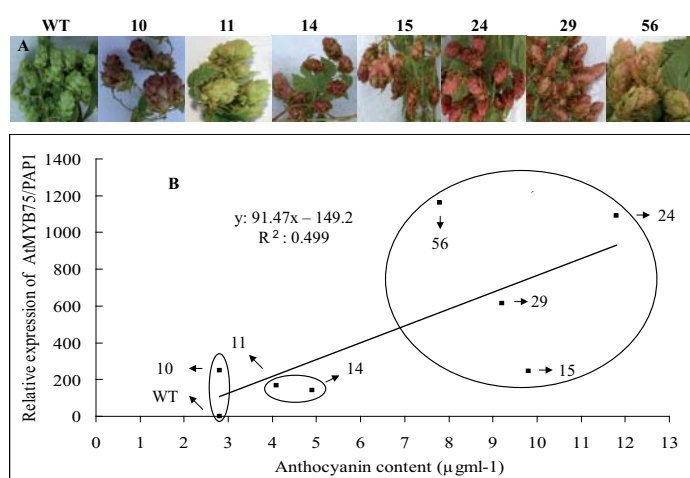 WT 10 11 14 15 24 29 56
A
B
1400
1200
1000
800
600
400
200
0
Relative expression of AtMYB75/PAP1
y: 91.47x – 149.2
R 2 : 0.499
56
24
29
15
11
14
10
WT
0 1 2 3 4 5 6 7 8 9 10 11 12 13
Anthocyanin content (μ gml-1)